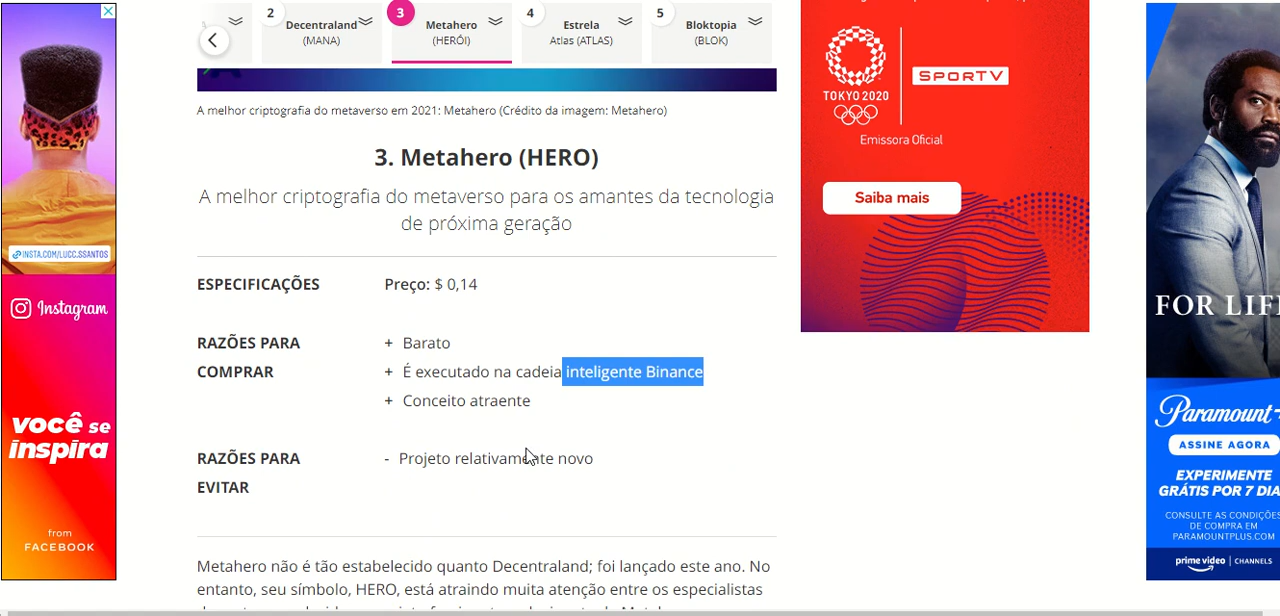 2
Decentraland
(MANA)
3
Metahero
(HERÓI)
4
Estrela
Atlas (ATLAS)
5
Bloktopia
(BLOK)
A melhor criptografia do metaverso em 2021: Metahero (Crédito da imagem: Metahero)
3. Metahero (HERO)
A melhor criptografia do metaverso para os amantes da tecnologia
de próxima geração
ESPECIFICAÇÕES
Preço: $ 0,14
RAZÕES PARA
COMPRAR
+ Barato
+ É executado na cadeia inteligente Binance
+ Conceito atraente
RAZÕES PARA
EVITAR
- Projeto relativamente novo
Metahero não é tão estabelecido quanto Decentraland; foi lançado este ano. No
entanto, seu símbolo, HERO, está atraindo muita atenção entre os especialistas
INSTA.COM/LUCC.SSANTOS
Instagram
você se
inspira
from
FACEBOOK
TOKYO 2020
SPORTV
Emissora Oficial
Saiba mais
FOR LIF
Paramount+
ASSINE AGORA
EXPERIMENTE
GRÁTIS POR 7 DIA
CONSULTE AS CONDIÇÕES
DE COMPRA EM
PARAMOUNTPLUS.COM
prime video | CHANNELS